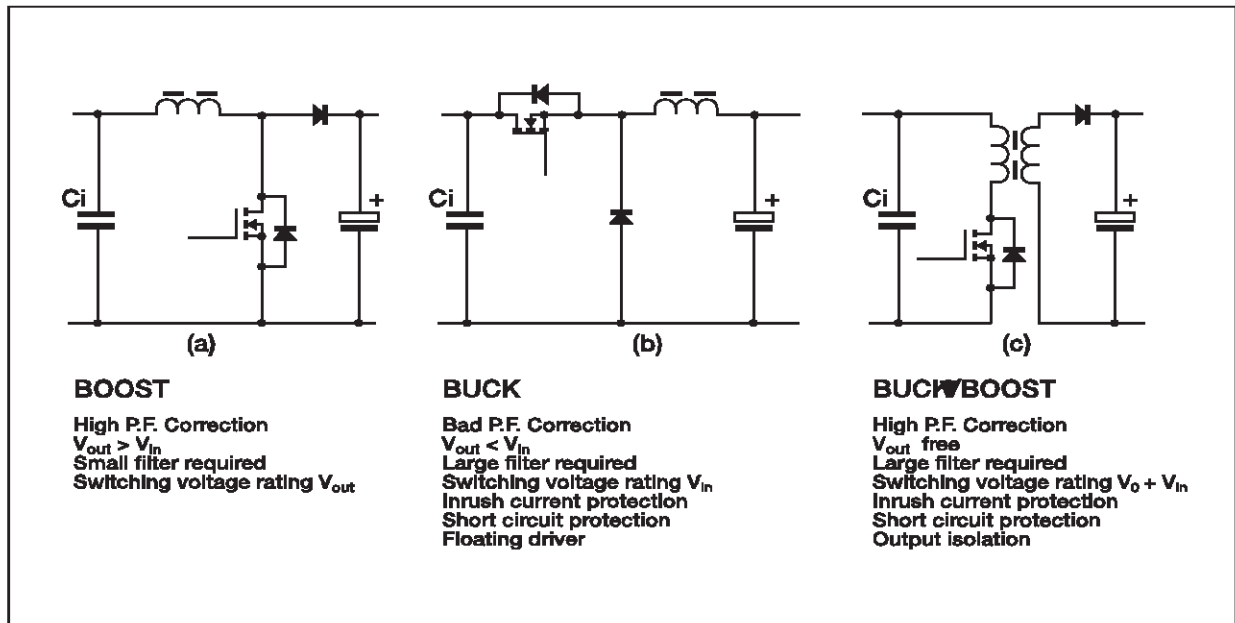 Ci
+
(a)
BOOST
High P.F. Correction
Vout > Vin
Small filter required
Switching voltage rating Vout
Ci
+
(b)
BUCK
Bad P.F. Correction
Vout < Vin
Large filter required
Switching voltage rating Vin
Inrush current protection
Short circuit protection
Floating driver
Ci
+
(c)
BUCK/BOOST
High P.F. Correction
Vout free
Large filter required
Switching voltage rating V0 + Vin
Inrush current protection
Short circuit protection
Output isolation